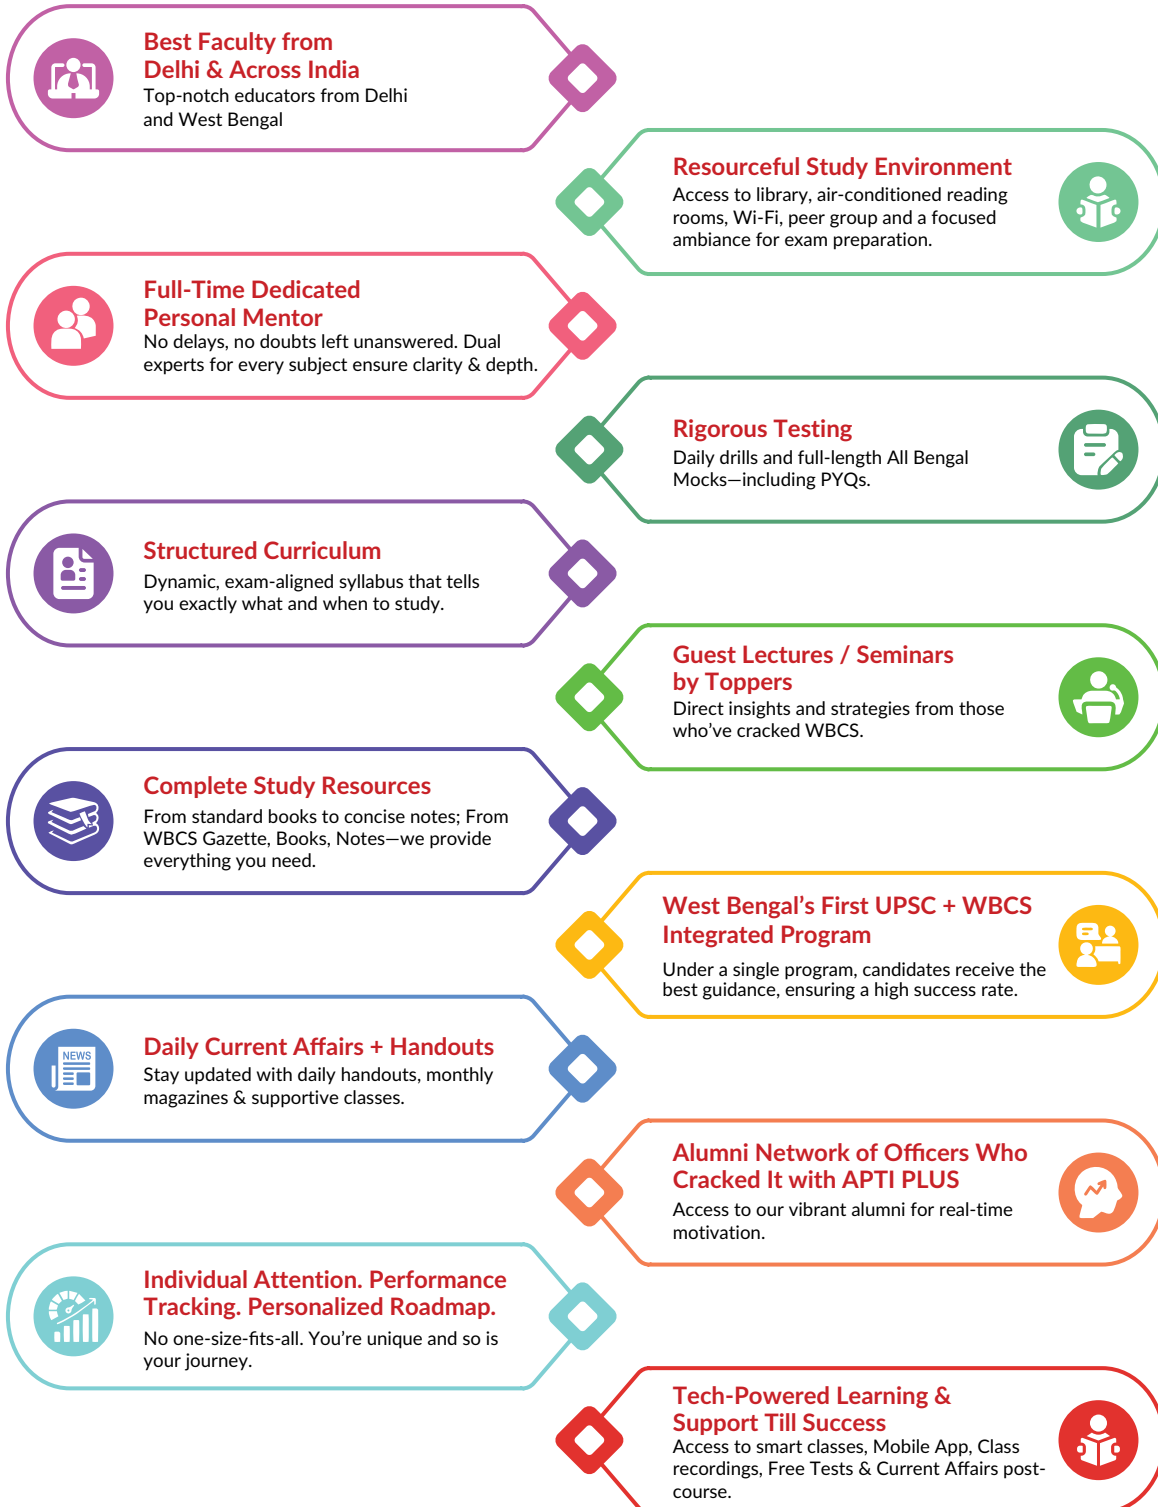 Best Faculty from
Delhi & Across India
Top-notch educators from Delhi
and West Bengal
Resourceful Study Environment
Access to library, air-conditioned reading
rooms, Wi-Fi, peer group and a focused
ambiance for exam preparation.
Full-Time Dedicated
Personal Mentor
No delays, no doubts left unanswered. Dual
experts for every subject ensure clarity & depth.
Rigorous Testing
Daily drills and full-length All Bengal
Mocks—including PYQs.
Structured Curriculum
Dynamic, exam-aligned syllabus that tells
you exactly what and when to study.
Guest Lectures / Seminars
by Toppers
Direct insights and strategies from those
who’ve cracked WBCS.
Complete Study Resources
From standard books to concise notes; From
WBCS Gazette, Books, Notes—we provide
everything you need.
West Bengal’s First UPSC + WBCS
Integrated Program
Under a single program, candidates receive the
best guidance, ensuring a high success rate.
NEWS
Daily Current Affairs + Handouts
Stay updated with daily handouts, monthly
magazines & supportive classes.
Alumni Network of Officers Who
Cracked It with APTI PLUS
Access to our vibrant alumni for real-time
motivation.
Individual Attention. Performance
Tracking. Personalized Roadmap.
No one-size-fits-all. You’re unique and so is
your journey.
Tech-Powered Learning &
Support Till Success
Access to smart classes, Mobile App, Class
recordings, Free Tests & Current Affairs post-
course.